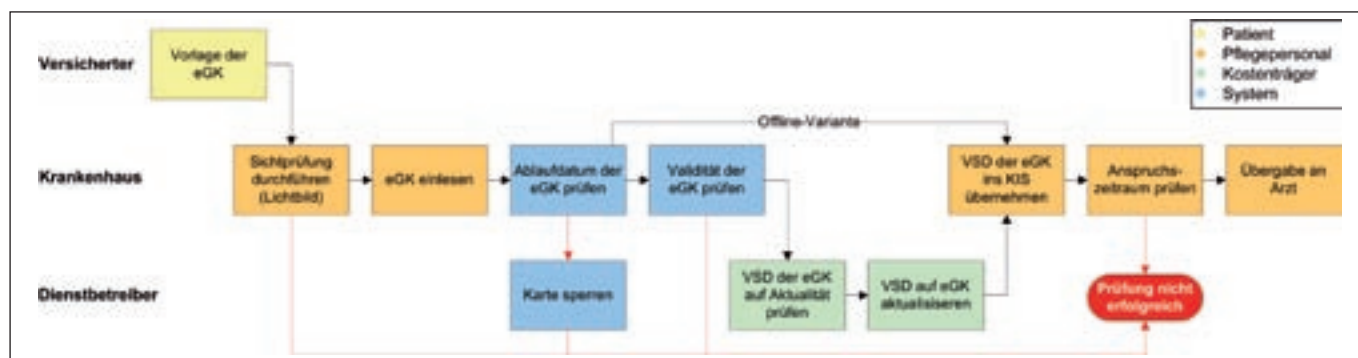 Versicherter
Vorlage der
eGK
Patient
Pflegepersonal
Kostenträger
System
Offline-Variante
Krankenhaus
Sichtprüfung
durchführen
(Lichtbild)
eGK einlesen
Ablaufdatum der
eGK prüfen
Validität der
eGK prüfen
VSD der eGK
ins KIS
übernehmen
Anspruchs-
zeitraum prüfen
Übergabe an
Arzt
Dienstbetreiber
Karte sperren
VSD der eGK
auf Aktualität
prüfen
VSD auf eGK
aktualisiseren
Prüfung nicht
erfolgreich